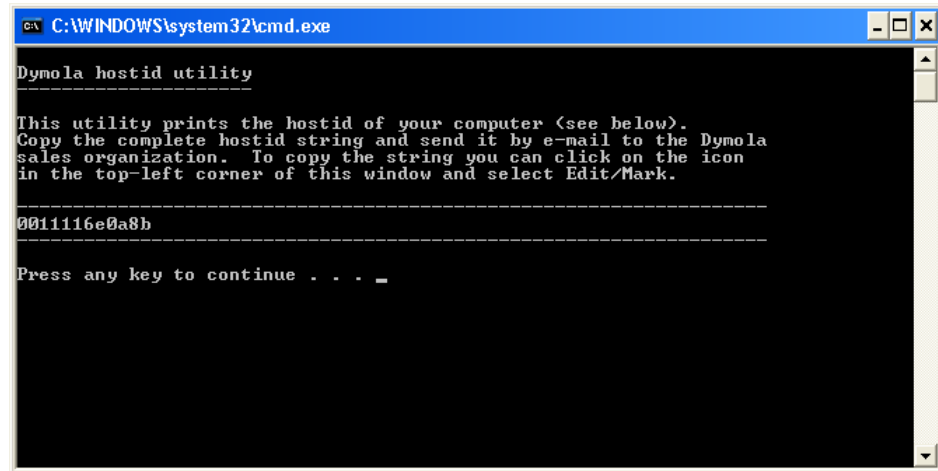 C:\WINDOWS\system32\cmd.exe
Dymola hostid utility
---------------------
This utility prints the hostid of your computer (see below).
Copy the complete hostid string and send it by e-mail to the Dymola
sales organization.  To copy the string you can click on the icon
in the top-left corner of this window and select Edit/Mark.
-------------------------------------------------------------------
0011116e0a8b
-------------------------------------------------------------------
Press any key to continue . . . _